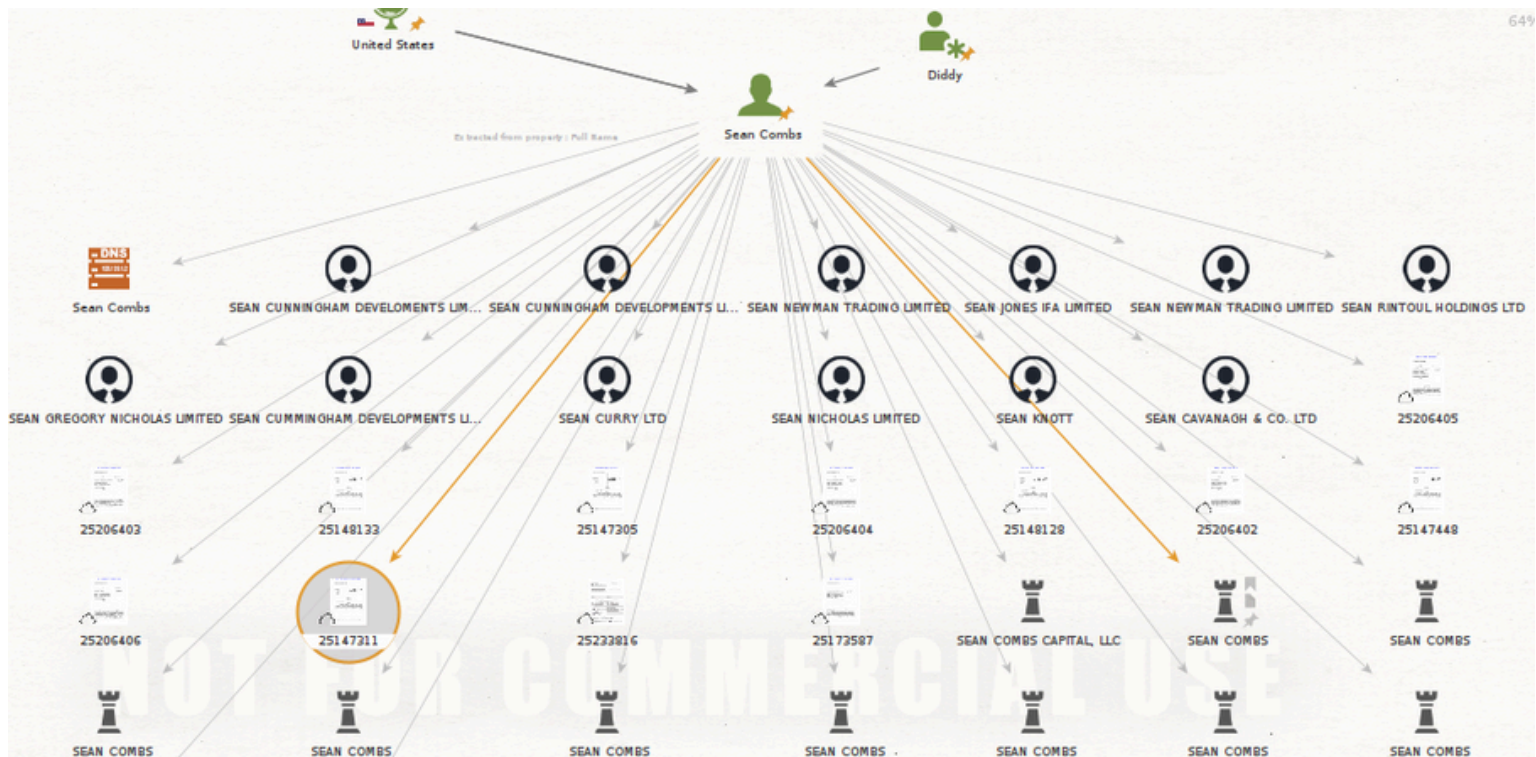 64%
United States
Diddy
Sean Combs
Extracted from property : Full Name
DNS
Sean Combs
SEAN CUNNINGHAM DEVELOMENTS LIM...
SEAN CUNNINGHAM DEVELOPMENTS LI...
SEAN NEWMAN TRADING LIMITED
SEAN JONES IFA LIMITED
SEAN NEWMAN TRADING LIMITED
SEAN RINTOUL HOLDINGS LTD
SEAN GREGORY NICHOLAS LIMITED
SEAN CUMMINGHAM DEVELOPMENTS LI...
SEAN CURRY LTD
SEAN NICHOLAS LIMITED
SEAN KNOTT
SEAN CAVANAGH & CO. LTD
25206405
25206403
25148133
25147305
25206404
25148128
25206402
25147448
25206406
25147311
25233816
25173587
SEAN COMBS CAPITAL, LLC
SEAN COMBS
SEAN COMBS
NOT FOR COMMERCIAL USE
SEAN COMBS
SEAN COMBS
SEAN COMBS
SEAN COMBS
SEAN COMBS
SEAN COMBS
SEAN COMBS